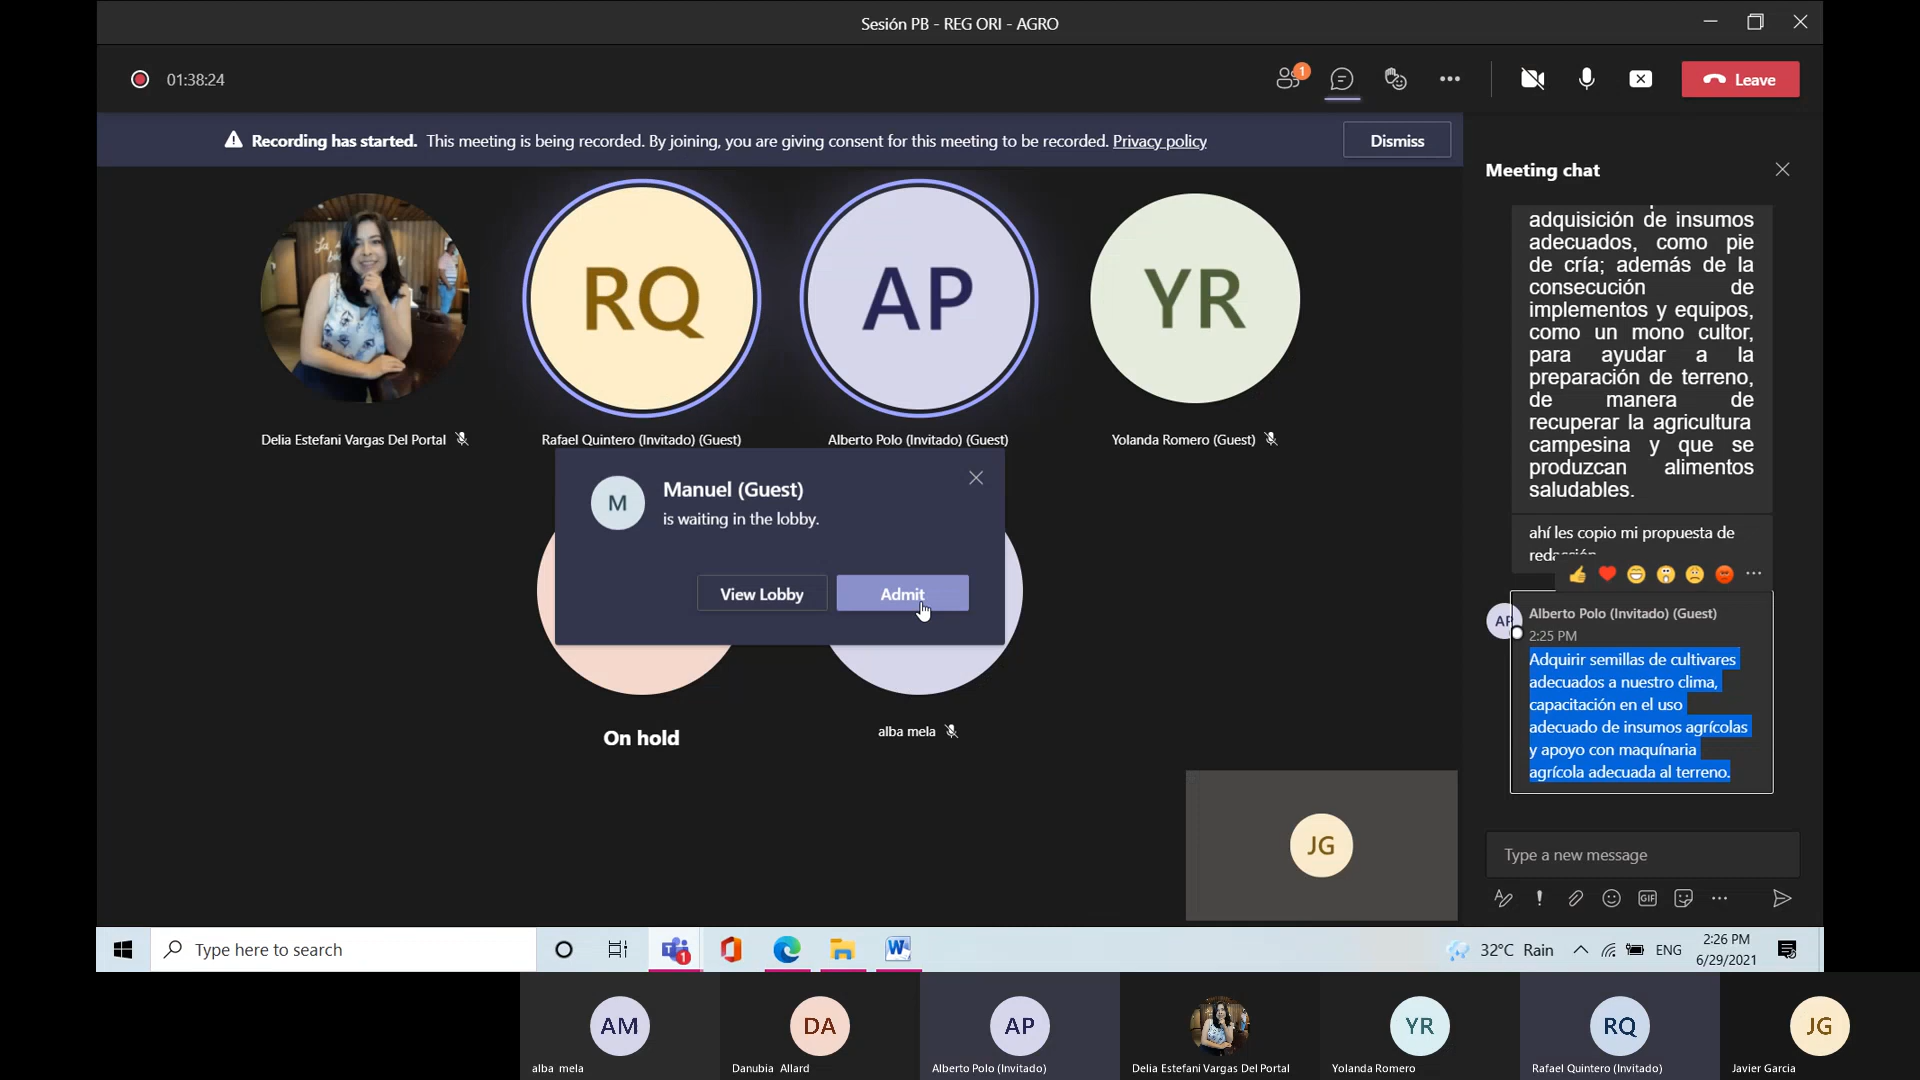 Sesión PB - REG ORI - AGRO
01:38:24
1
Leave
Recording has started. This meeting is being recorded. By joining, you are giving consent for this meeting to be recorded. Privacy policy
Dismiss
RQ
AP
YR
Delia Estefani Vargas Del Portal
Rafael Quintero (Invitado) (Guest)
Alberto Polo (Invitado) (Guest)
Yolanda Romero (Guest)
M
Manuel (Guest)
is waiting in the lobby.
View Lobby
Admit
On hold
alba mela
JG
Meeting chat
adquisición de insumos
adecuados, como pie
de cría; además de la
consecución de
implementos y equipos,
como un mono cultor,
para ayudar a la
preparación de terreno,
de manera de
recuperar la agricultura
campesina y que se
produzcan alimentos
saludables.
ahí les copio mi propuesta de
redacción
AP
Alberto Polo (Invitado) (Guest)
2:25 PM
Adquirir semillas de cultivares
adecuados a nuestro clima,
capacitación en el uso
adecuado de insumos agrícolas
y apoyo con maquínaria
agrícola adecuada al terreno.
Type a new message
GIF
Type here to search
1
32°C Rain
ENG
2:26 PM
6/29/2021
AM
DA
AP
YR
RQ
JG
alba mela
Danubia Allard
Alberto Polo (Invitado)
Delia Estefani Vargas Del Portal
Yolanda Romero
Rafael Quintero (Invitado)
Javier Garcia